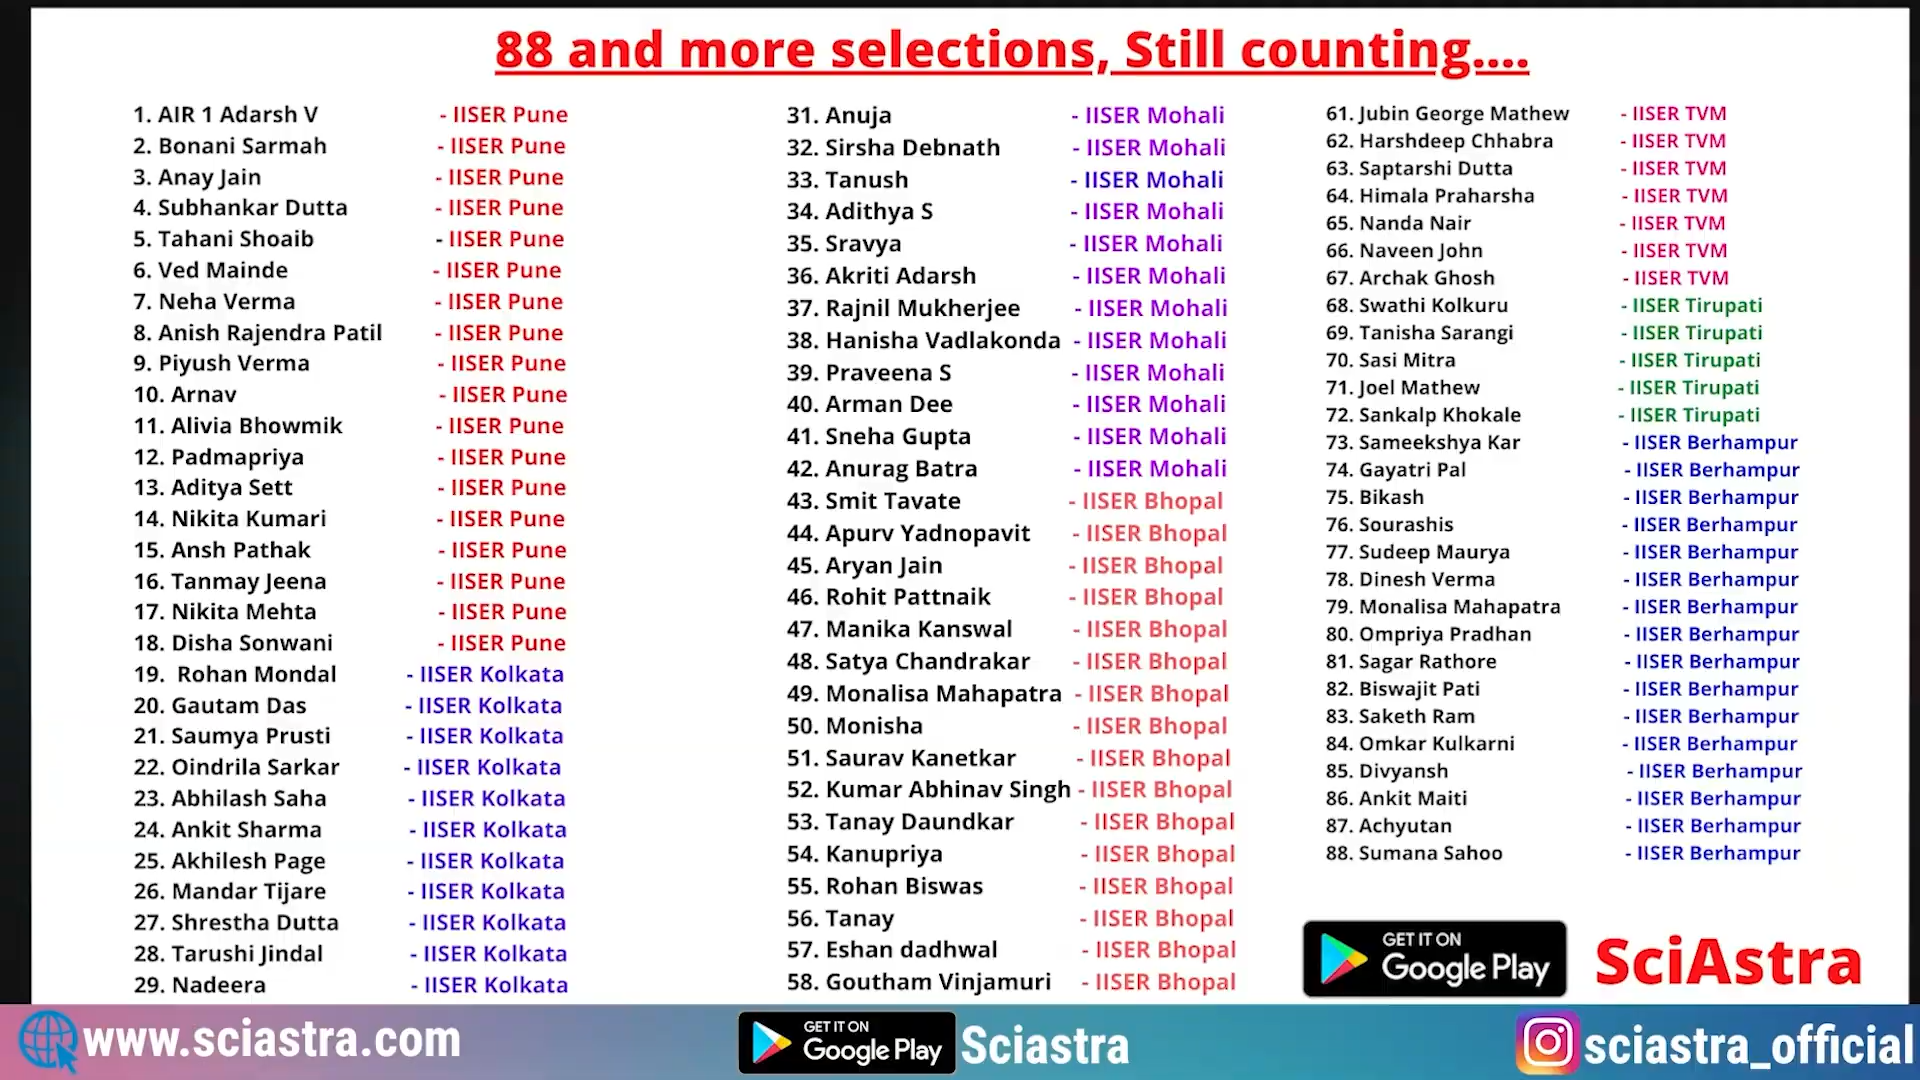 88 and more selections, Still counting....
1. AIR 1 Adarsh V - IISER Pune
2. Bonani Sarmah - IISER Pune
3. Anay Jain - IISER Pune
4. Subhankar Dutta - IISER Pune
5. Tahani Shoaib - IISER Pune
6. Ved Mainde - IISER Pune
7. Neha Verma - IISER Pune
8. Anish Rajendra Patil - IISER Pune
9. Piyush Verma - IISER Pune
10. Arnav - IISER Pune
11. Alivia Bhowmik - IISER Pune
12. Padmapriya - IISER Pune
13. Aditya Sett - IISER Pune
14. Nikita Kumari - IISER Pune
15. Ansh Pathak - IISER Pune
16. Tanmay Jeena - IISER Pune
17. Nikita Mehta - IISER Pune
18. Disha Sonwani - IISER Pune
19. Rohan Mondal - IISER Kolkata
20. Gautam Das - IISER Kolkata
21. Saumya Prusti - IISER Kolkata
22. Oindrila Sarkar - IISER Kolkata
23. Abhilash Saha - IISER Kolkata
24. Ankit Sharma - IISER Kolkata
25. Akhilesh Page - IISER Kolkata
26. Mandar Tijare - IISER Kolkata
27. Shrestha Dutta - IISER Kolkata
28. Tarushi Jindal - IISER Kolkata
29. Nadeera - IISER Kolkata
31. Anuja - IISER Mohali
32. Sirsha Debnath - IISER Mohali
33. Tanush - IISER Mohali
34. Adithya S - IISER Mohali
35. Sravya - IISER Mohali
36. Akriti Adarsh - IISER Mohali
37. Rajnil Mukherjee - IISER Mohali
38. Hanisha Vadlakonda - IISER Mohali
39. Praveena S - IISER Mohali
40. Arman Dee - IISER Mohali
41. Sneha Gupta - IISER Mohali
42. Anurag Batra - IISER Mohali
43. Smit Tavate - IISER Bhopal
44. Apurv Yadnopavit - IISER Bhopal
45. Aryan Jain - IISER Bhopal
46. Rohit Pattnaik - IISER Bhopal
47. Manika Kanswal - IISER Bhopal
48. Satya Chandrakar - IISER Bhopal
49. Monalisa Mahapatra - IISER Bhopal
50. Monisha - IISER Bhopal
51. Saurav Kanetkar - IISER Bhopal
52. Kumar Abhinav Singh - IISER Bhopal
53. Tanay Daundkar - IISER Bhopal
54. Kanupriya - IISER Bhopal
55. Rohan Biswas - IISER Bhopal
56. Tanay - IISER Bhopal
57. Eshan dadhwal - IISER Bhopal
58. Goutham Vinjamuri - IISER Bhopal
61. Jubin George Mathew - IISER TVM
62. Harshdeep Chhabra - IISER TVM
63. Saptarshi Dutta - IISER TVM
64. Himala Praharsha - IISER TVM
65. Nanda Nair - IISER TVM
66. Naveen John - IISER TVM
67. Archak Ghosh - IISER TVM
68. Swathi Kolkuru - IISER Tirupati
69. Tanisha Sarangi - IISER Tirupati
70. Sasi Mitra - IISER Tirupati
71. Joel Mathew - IISER Tirupati
72. Sankalp Khokale - IISER Tirupati
73. Sameekshya Kar - IISER Berhampur
74. Gayatri Pal - IISER Berhampur
75. Bikash - IISER Berhampur
76. Sourashis - IISER Berhampur
77. Sudeep Maurya - IISER Berhampur
78. Dinesh Verma - IISER Berhampur
79. Monalisa Mahapatra - IISER Berhampur
80. Ompriya Pradhan - IISER Berhampur
81. Sagar Rathore - IISER Berhampur
82. Biswajit Pati - IISER Berhampur
83. Saketh Ram - IISER Berhampur
84. Omkar Kulkarni - IISER Berhampur
85. Divyansh - IISER Berhampur
86. Ankit Maiti - IISER Berhampur
87. Achyutan - IISER Berhampur
88. Sumana Sahoo - IISER Berhampur
GET IT ON
Google Play
SciAstra
www.sciastra.com
GET IT ON
Google Play
Sciastra
sciastra_official